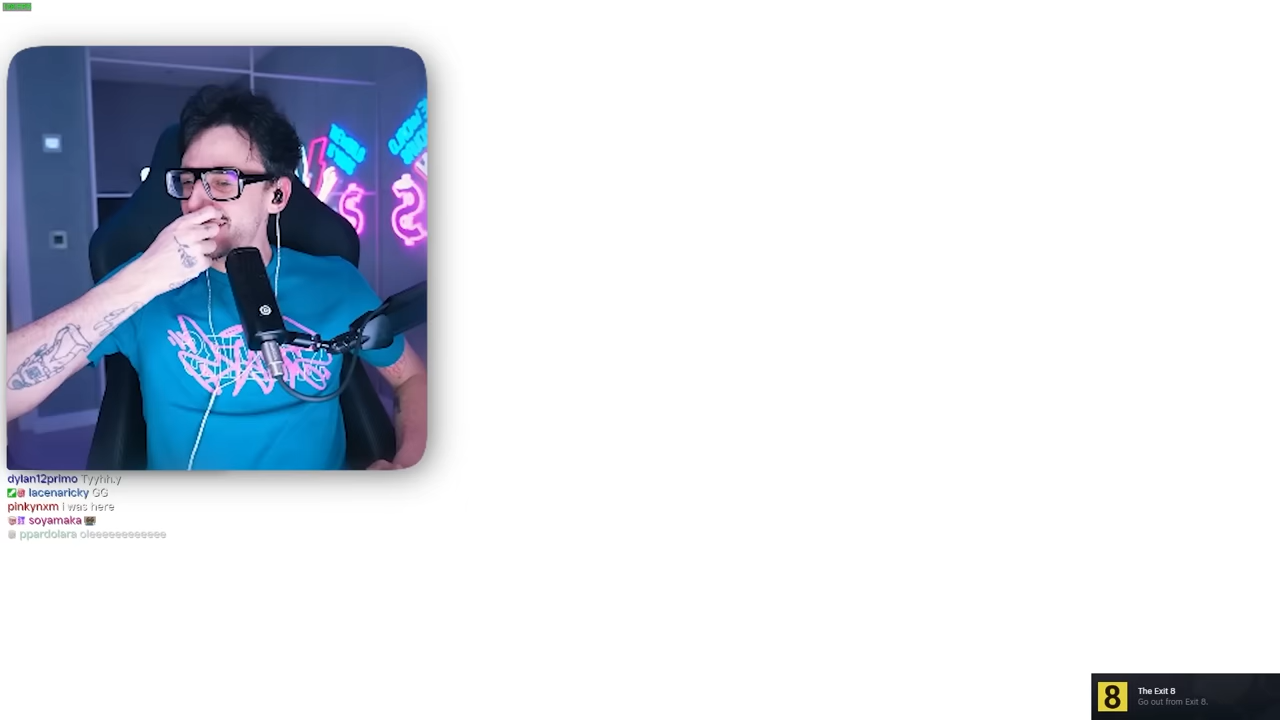 dylan12primo Tyyhh.y
lacenaricky GG
pinkynxm i was here
soyamaka
ppardolara oleeeeeeeeeeee
8
The Exit 8
Go out from Exit 8.